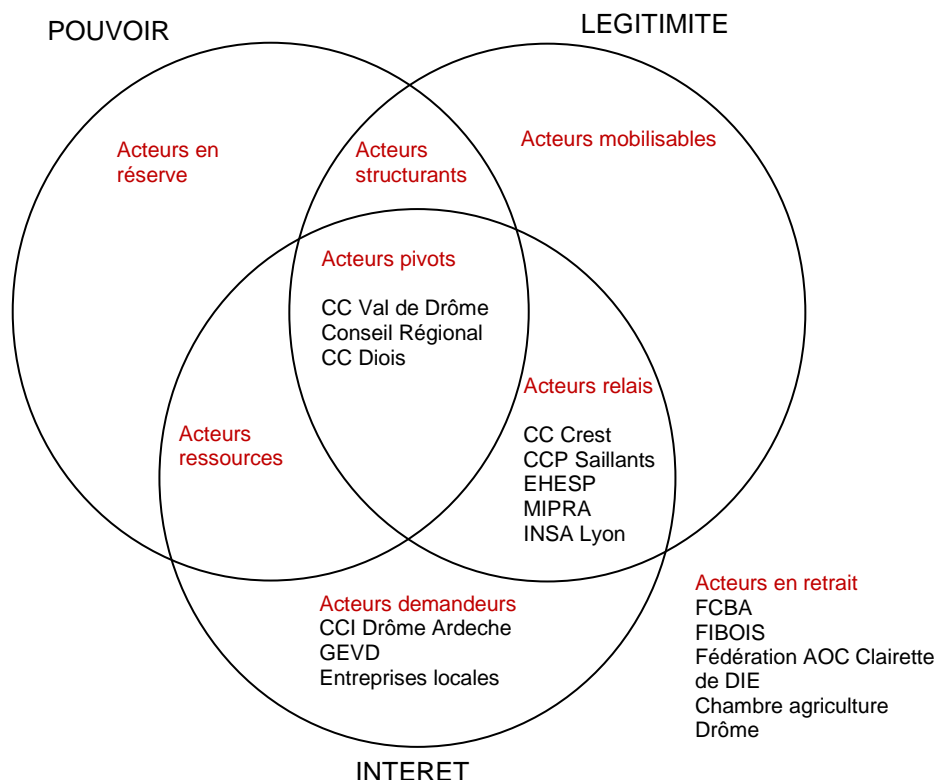 POUVOIR
LEGITIMITE
Acteurs en
réserve
Acteurs
structurants
Acteurs mobilisables
Acteurs pivots
CC Val de Drôme
Conseil Régional
CC Diois
Acteurs relais
CC Crest
CCP Saillants
EHESP
MIPRA
INSA Lyon
Acteurs
ressources
Acteurs demandeurs
CCI Drôme Ardeche
GEVD
Entreprises locales
Acteurs en retrait
FCBA
FIBOIS
Fédération AOC Clairette
de DIE
Chambre agriculture
Drôme
INTERET